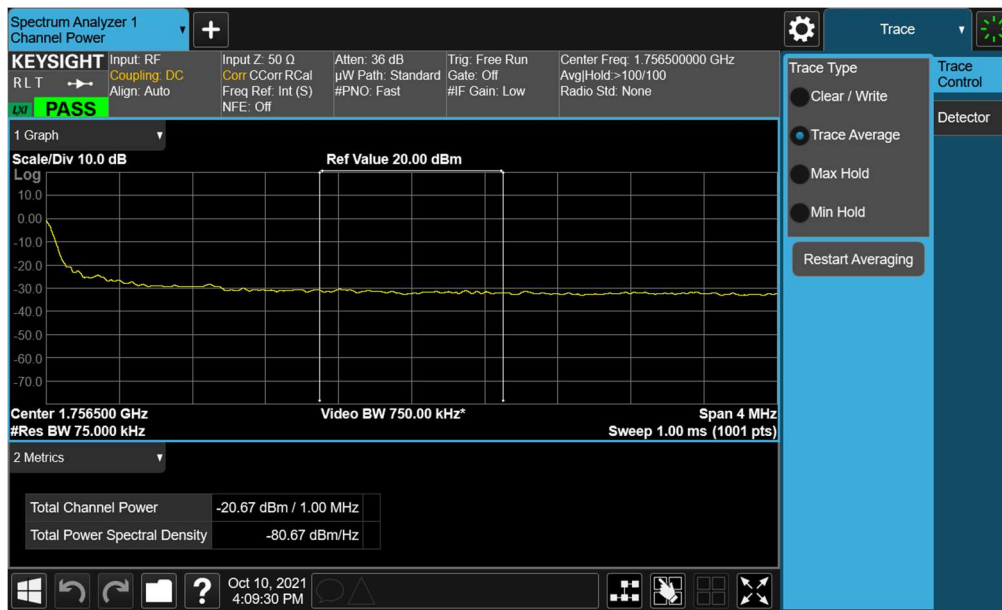 Spectrum Analyzer 1
Channel Power
Trace
KEYSIGHT
R L T
LXI
PASS
Input: RF
Coupling: DC
Align: Auto
Input Z: 50 Ω
Corr CCorr RCal
Freq Ref: Int (S)
NFE: Off
Atten: 36 dB
µW Path: Standard
#PNO: Fast
Trig: Free Run
Gate: Off
#IF Gain: Low
Center Freq: 1.756500000 GHz
Avg|Hold:>100/100
Radio Std: None
1 Graph
Scale/Div 10.0 dB
Ref Value 20.00 dBm
Log
10.0
0.00
-10.0
-20.0
-30.0
-40.0
-50.0
-60.0
-70.0
Center 1.756500 GHz
Video BW 750.00 kHz*
Span 4 MHz
#Res BW 75.000 kHz
Sweep 1.00 ms (1001 pts)
2 Metrics
Total Channel Power -20.67 dBm / 1.00 MHz
Total Power Spectral Density -80.67 dBm/Hz
Oct 10, 2021
4:09:30 PM
Trace Type
Clear / Write
Trace Average
Max Hold
Min Hold
Restart Averaging
Trace
Control
Detector